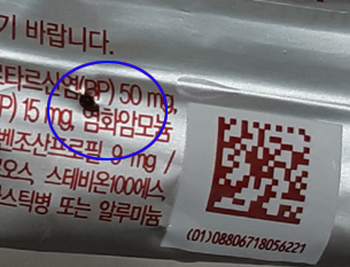 기 바랍니다.
타르산염(BP) 50 mg,
P) 15 mg, 염화암모늄
벤조산프로필 9 mg /
오스 스테비온100에스
스틱병 또는 알루미늄
(01)08806718056221